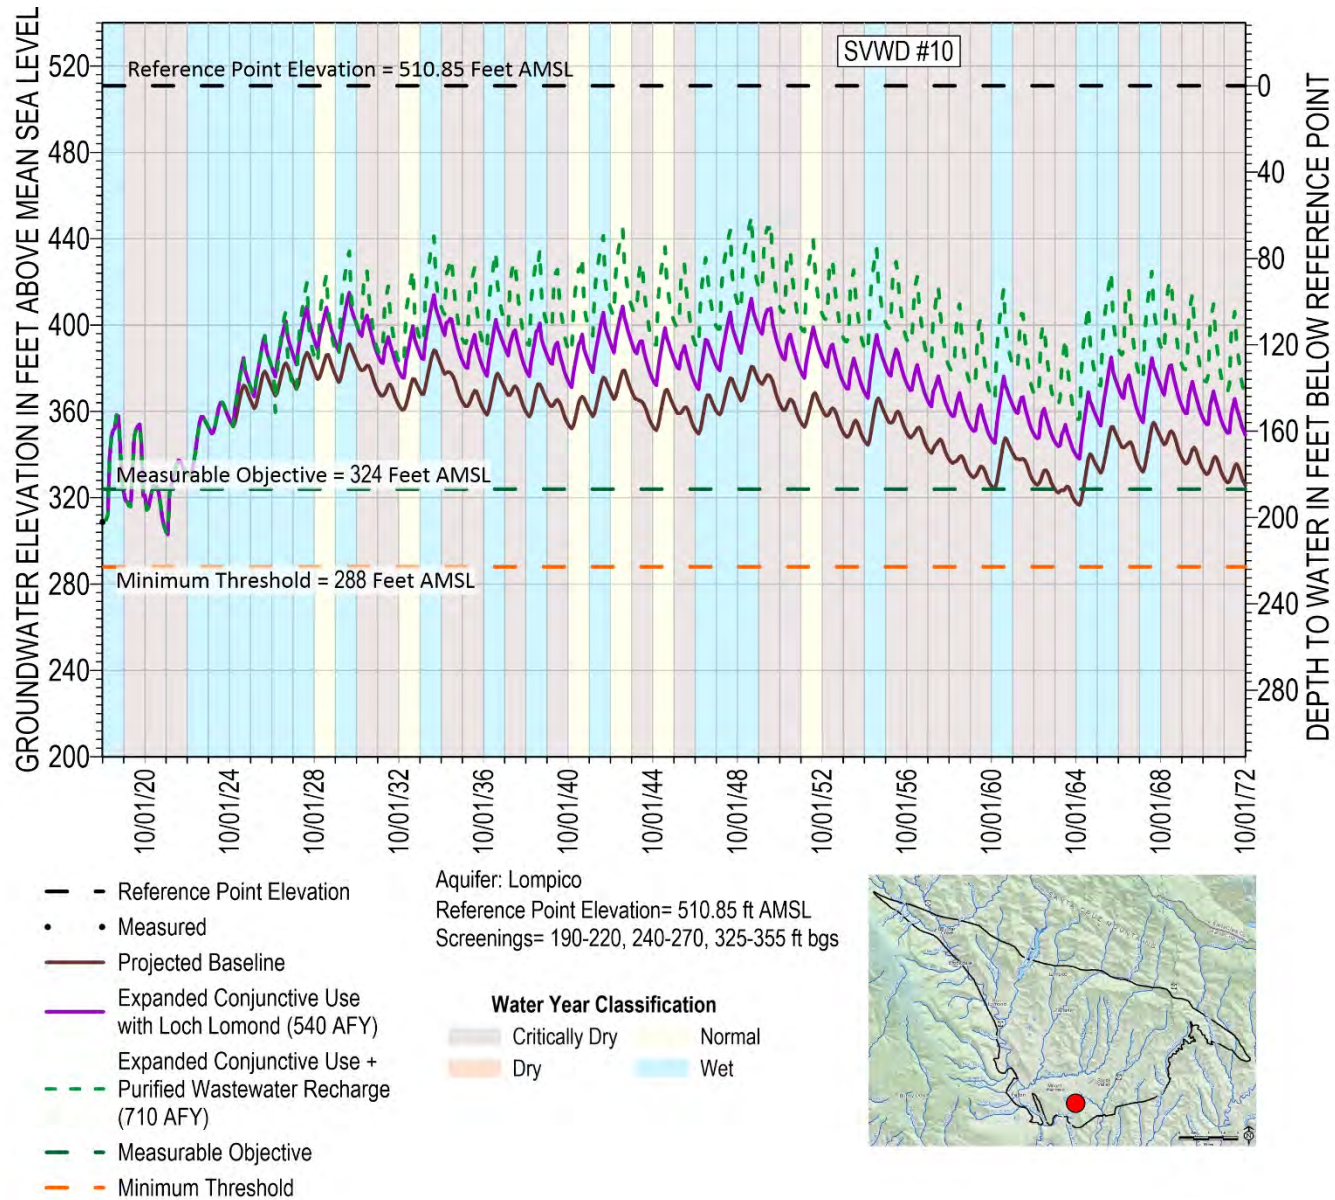 GROUNDWATER ELEVATION IN FEET ABOVE MEAN SEA LEVEL
520
480
440
400
360
320
280
240
200
SVWD #10
Reference Point Elevation = 510.85 Feet AMSL
Measurable Objective = 324 Feet AMSL
Minimum Threshold = 288 Feet AMSL
0
40
80
120
160
200
240
280
DEPTH TO WATER IN FEET BELOW REFERENCE POINT
10/01/20
10/01/24
10/01/28
10/01/32
10/01/36
10/01/40
10/01/44
10/01/48
10/01/52
10/01/56
10/01/60
10/01/64
10/01/68
10/01/72
Reference Point Elevation
Measured
Projected Baseline
Expanded Conjunctive Use
with Loch Lomond (540 AFY)
Expanded Conjunctive Use +
Purified Wastewater Recharge
(710 AFY)
Measurable Objective
Minimum Threshold
Aquifer: Lompico
Reference Point Elevation= 510.85 ft AMSL
Screenings= 190-220, 240-270, 325-355 ft bgs
Water Year Classification
Critically Dry
Normal
Dry
Wet